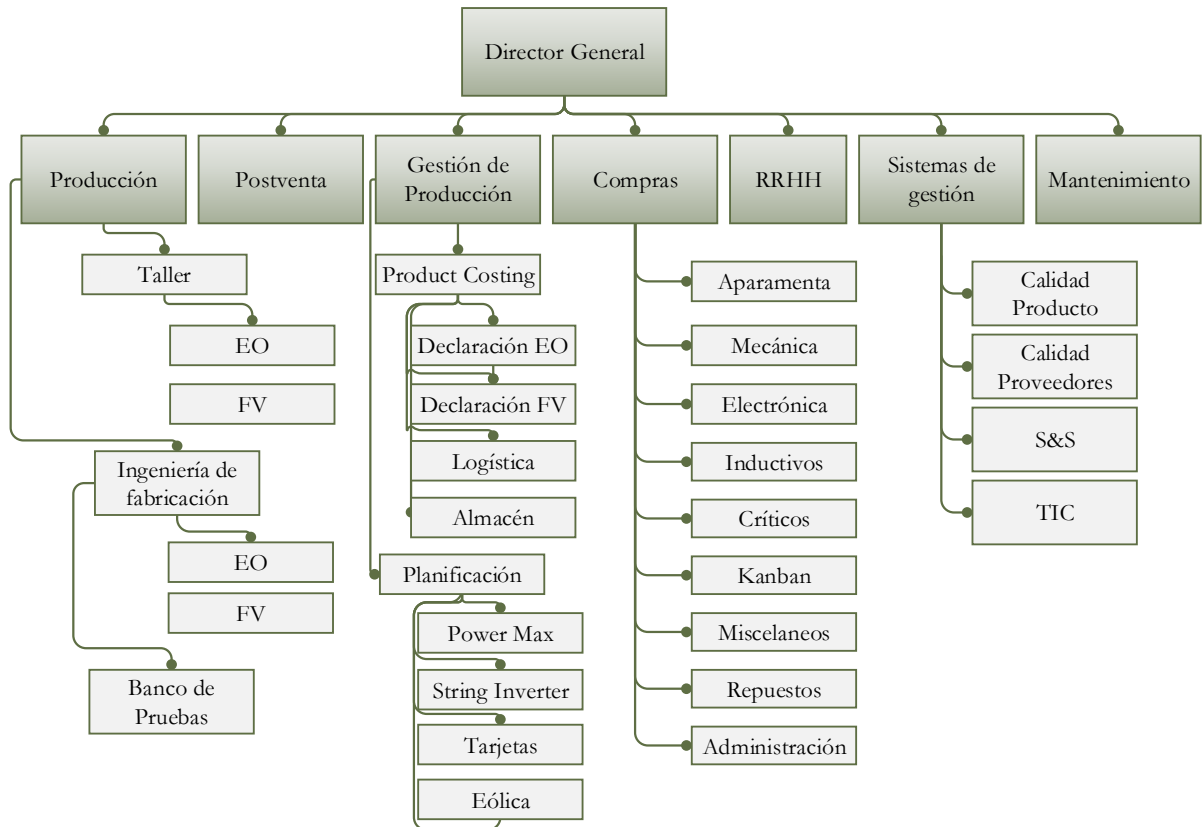 Director General
Producción
Postventa
Gestión de
Producción
Compras
RRHH
Sistemas de
gestión
Mantenimiento
Taller
EO
FV
Ingeniería de
fabricación
EO
FV
Banco de
Pruebas
Product Costing
Declaración EO
Declaración FV
Logística
Almacén
Planificación
Power Max
String Inverter
Tarjetas
Eólica
Aparamenta
Mecánica
Electrónica
Inductivos
Críticos
Kanban
Miscelaneos
Repuestos
Administración
Calidad
Producto
Calidad
Proveedores
S&S
TIC